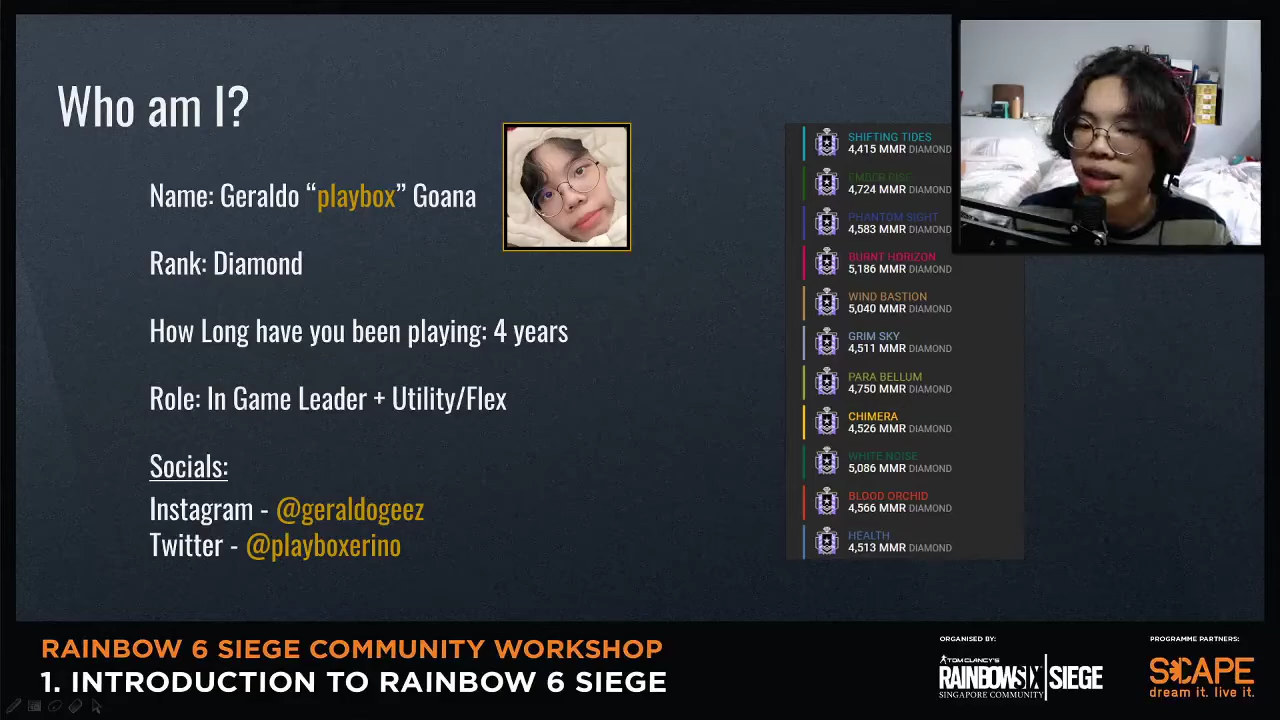 Who am I?
Name: Geraldo “playbox” Goana
Rank: Diamond
How Long have you been playing: 4 years
Role: In Game Leader + Utility/Flex
Socials:
Instagram - @geraldogeez
Twitter - @playboxerino
SHIFTING TIDES
4,415 MMR DIAMOND
EMBER RISE
4,724 MMR DIAMOND
PHANTOM SIGHT
4,583 MMR DIAMOND
BURNT HORIZON
5,186 MMR DIAMOND
WIND BASTION
5,040 MMR DIAMOND
GRIM SKY
4,511 MMR DIAMOND
PARA BELLUM
4,750 MMR DIAMOND
CHIMERA
4,526 MMR DIAMOND
WHITE NOISE
5,086 MMR DIAMOND
BLOOD ORCHID
4,566 MMR DIAMOND
HEALTH
4,513 MMR DIAMOND
RAINBOW 6 SIEGE COMMUNITY WORKSHOP
1. INTRODUCTION TO RAINBOW 6 SIEGE
ORGANISED BY:
TOM CLANCY'S
RAINBOW SIX SIEGE
SINGAPORE COMMUNITY
PROGRAMME PARTNERS:
SCAPE
dream it. live it.